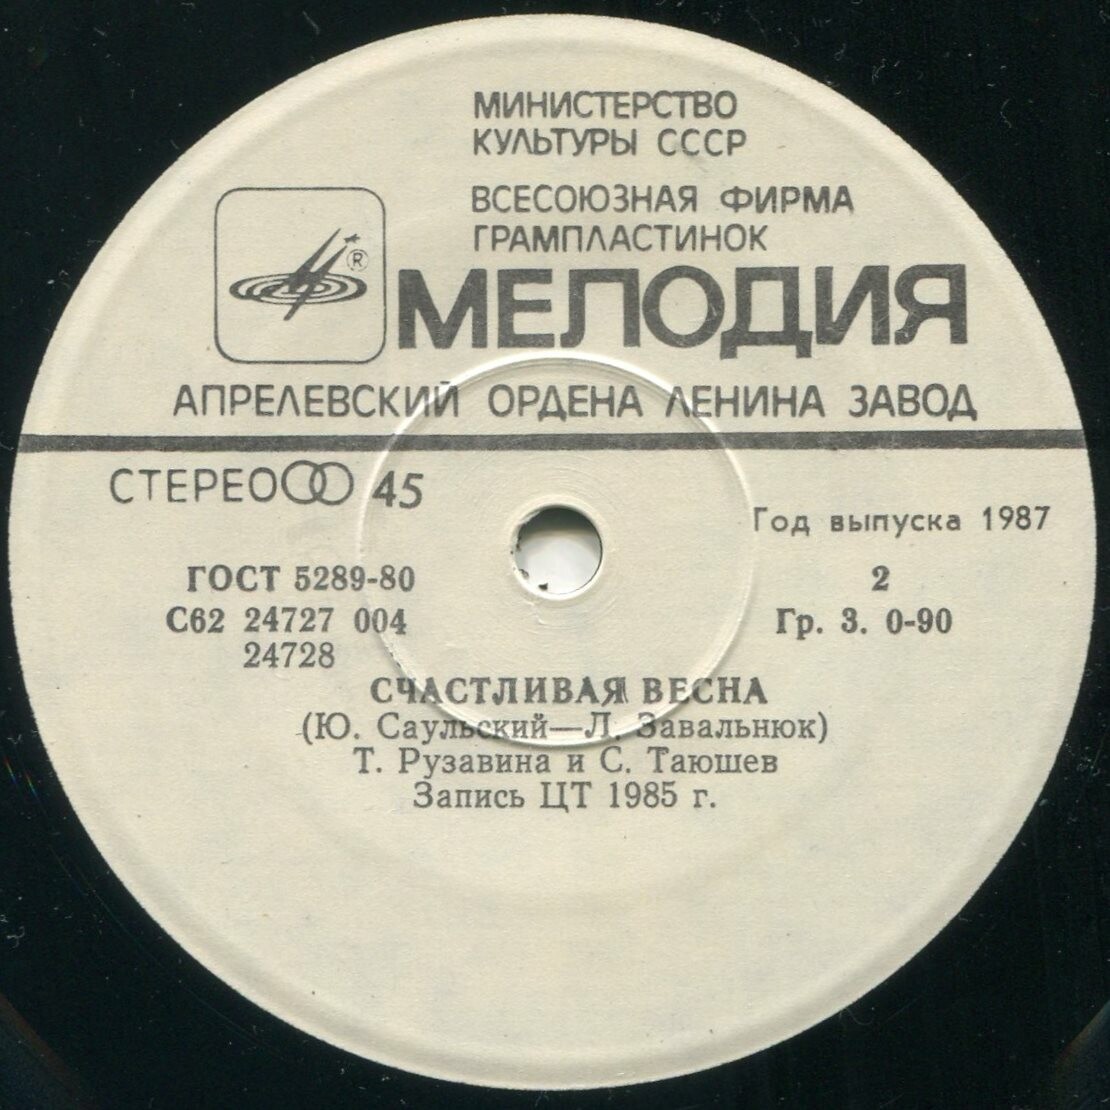 МИНИСТЕРСТВО
КУЛЬТУРЫ СССР
ВСЕСОЮЗНАЯ ФИРМА
ГРАМПЛАСТИНОК
®
МЕЛОДИЯ
АПРЕЛЕВСКИЙ ОРДЕНА ЛЕНИНА ЗАВОД
СТЕРЕО 45
Год выпуска 1987
ГОСТ 5289-80
2
С62 24727 004
Гр. 3. 0-90
24728
СЧАСТЛИВАЯ ВЕСНА
(Ю. Саульский—Л. Завальнюк)
Т. Рузавина и С. Таюшев
Запись ЦТ 1985 г.